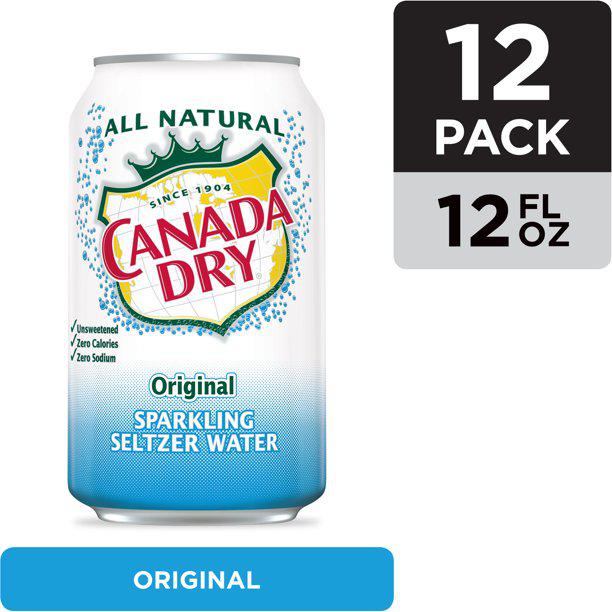 ALL NATURAL
SINCE 1904
CANADA
DRY
✓Unsweetened
✓Zero Calories
✓Zero Sodium
Original
SPARKLING
SELTZER WATER
12
PACK
12 FL OZ
ORIGINAL